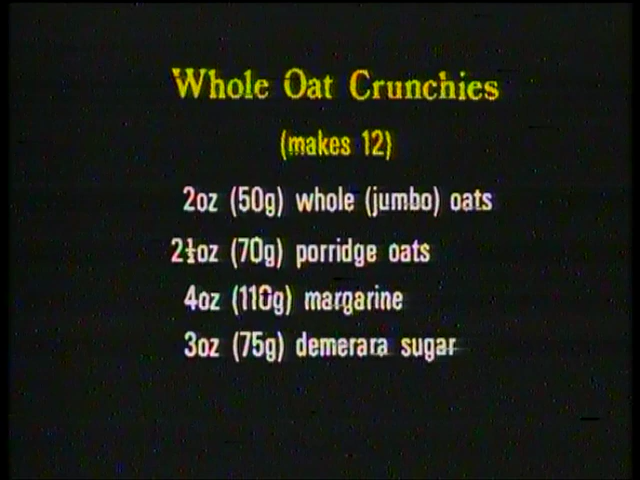 Whole Oat Crunchies
(makes 12)
2oz (50g) whole (jumbo) oats
2½oz (70g) porridge oats
4oz (110g) margarine
3oz (75g) demerara sugar